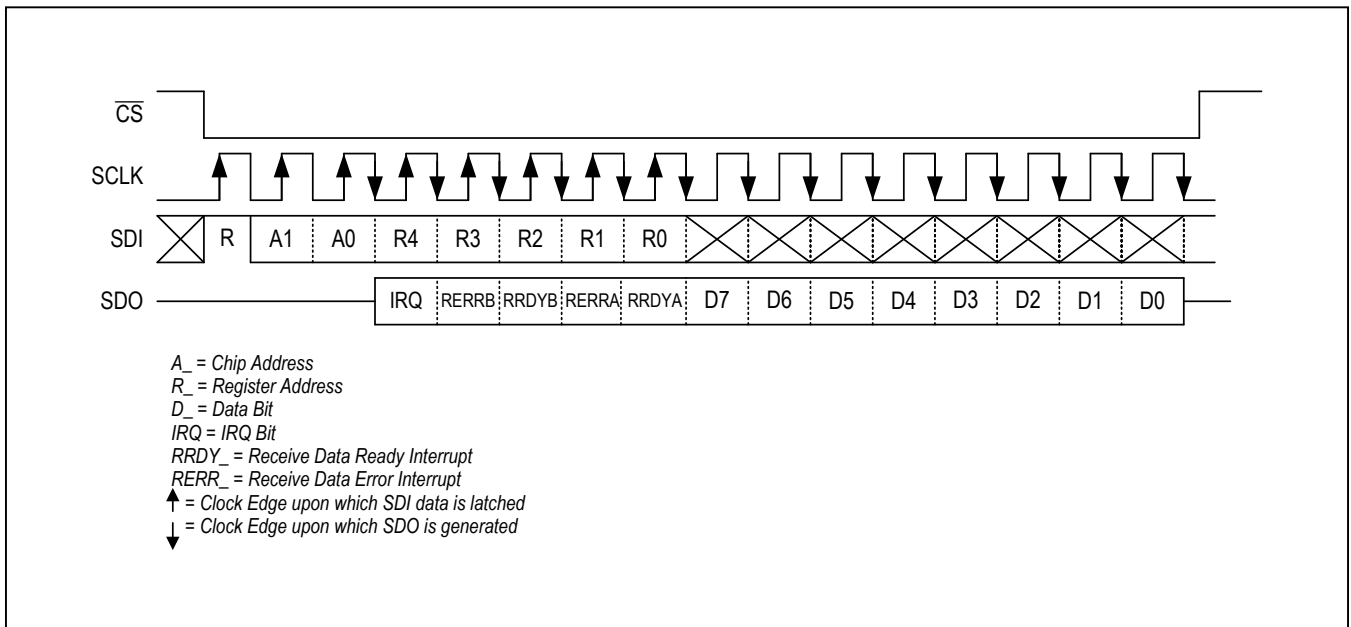 CS
SCLK
SDI R A1 A0 R4 R3 R2 R1 R0
SDO IRQ RERRB RRDYB RERRA RRDYA D7 D6 D5 D4 D3 D2 D1 D0
A_ = Chip Address
R_ = Register Address
D_ = Data Bit
IRQ = IRQ Bit
RRDY_ = Receive Data Ready Interrupt
RERR_ = Receive Data Error Interrupt
= Clock Edge upon which SDI data is latched
= Clock Edge upon which SDO is generated